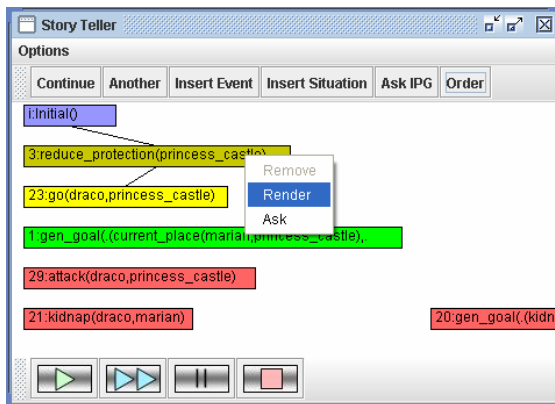 Story Teller
Options
Continue Another Insert Event Insert Situation Ask IPG Order
i:Initial()
3:reduce_protection(princess_castle)
Remove
23:go(draco,princess_castle)
Render
Ask
1:gen_goal(.(current_place(marian,princess_castle),.
29:attack(draco,princess_castle)
21:kidnap(draco,marian) 20:gen_goal(.(kidn